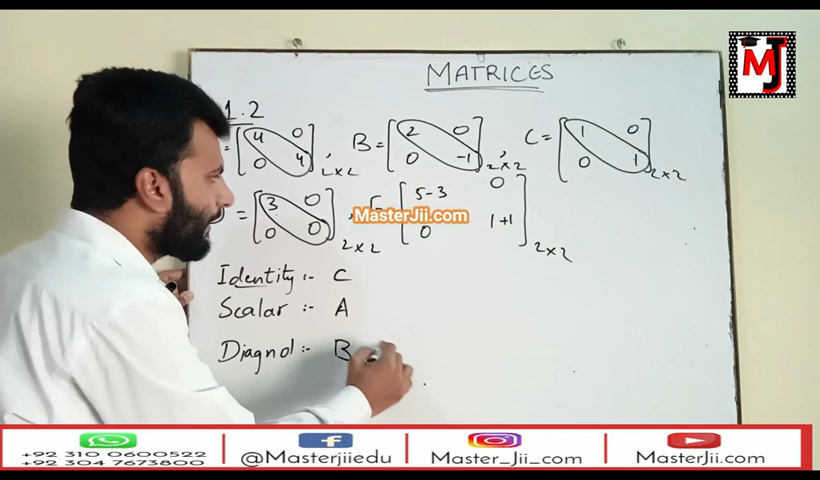 MJ
MATRICES
1.2
= [4 0 0 4] 2×2, B = [2 0 0 -1] 2×2, C = [1 0 0 1] 2×2
= [3 0 0 0] 2×2, E = [5-3 0 0 1+1] 2×2
MasterJii.com
Identity :- C
Scalar :- A
Diagnol :- B
+92 310 0600522
+92 304 7673800
@Masterjiiedu
Master_Jii_com
MasterJii.com